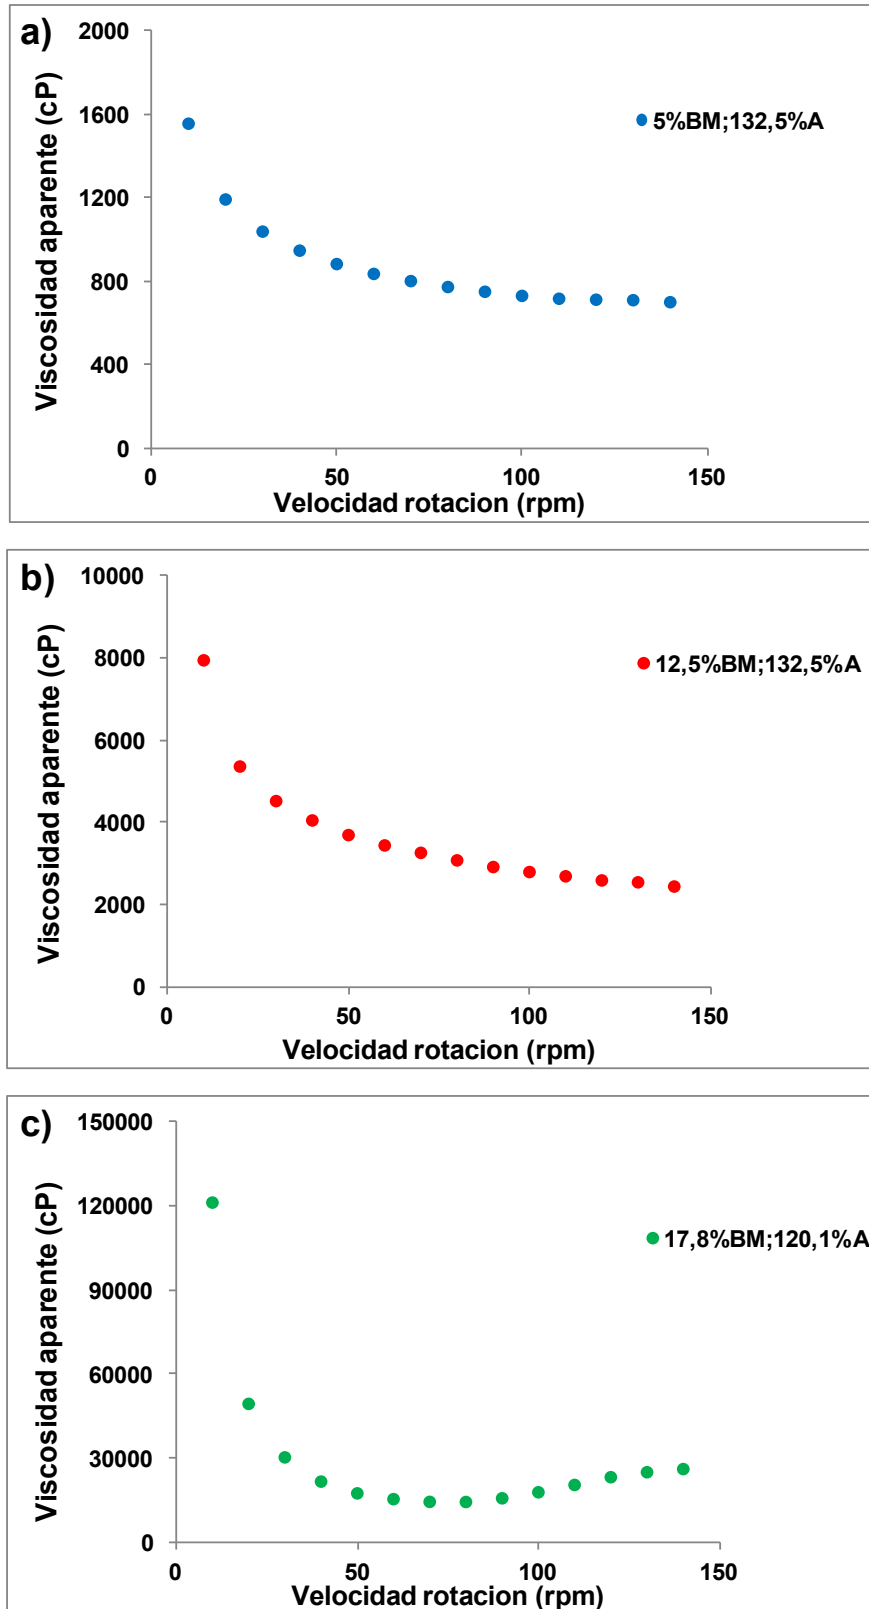 a)
Viscosidad aparente (cP)
2000
1600
1200
800
400
0
0 50 100 150
Velocidad rotacion (rpm)
5%BM;132,5%A
b)
Viscosidad aparente (cP)
10000
8000
6000
4000
2000
0
0 50 100 150
Velocidad rotacion (rpm)
12,5%BM;132,5%A
c)
Viscosidad aparente (cP)
150000
120000
90000
60000
30000
0
0 50 100 150
Velocidad rotacion (rpm)
17,8%BM;120,1%A